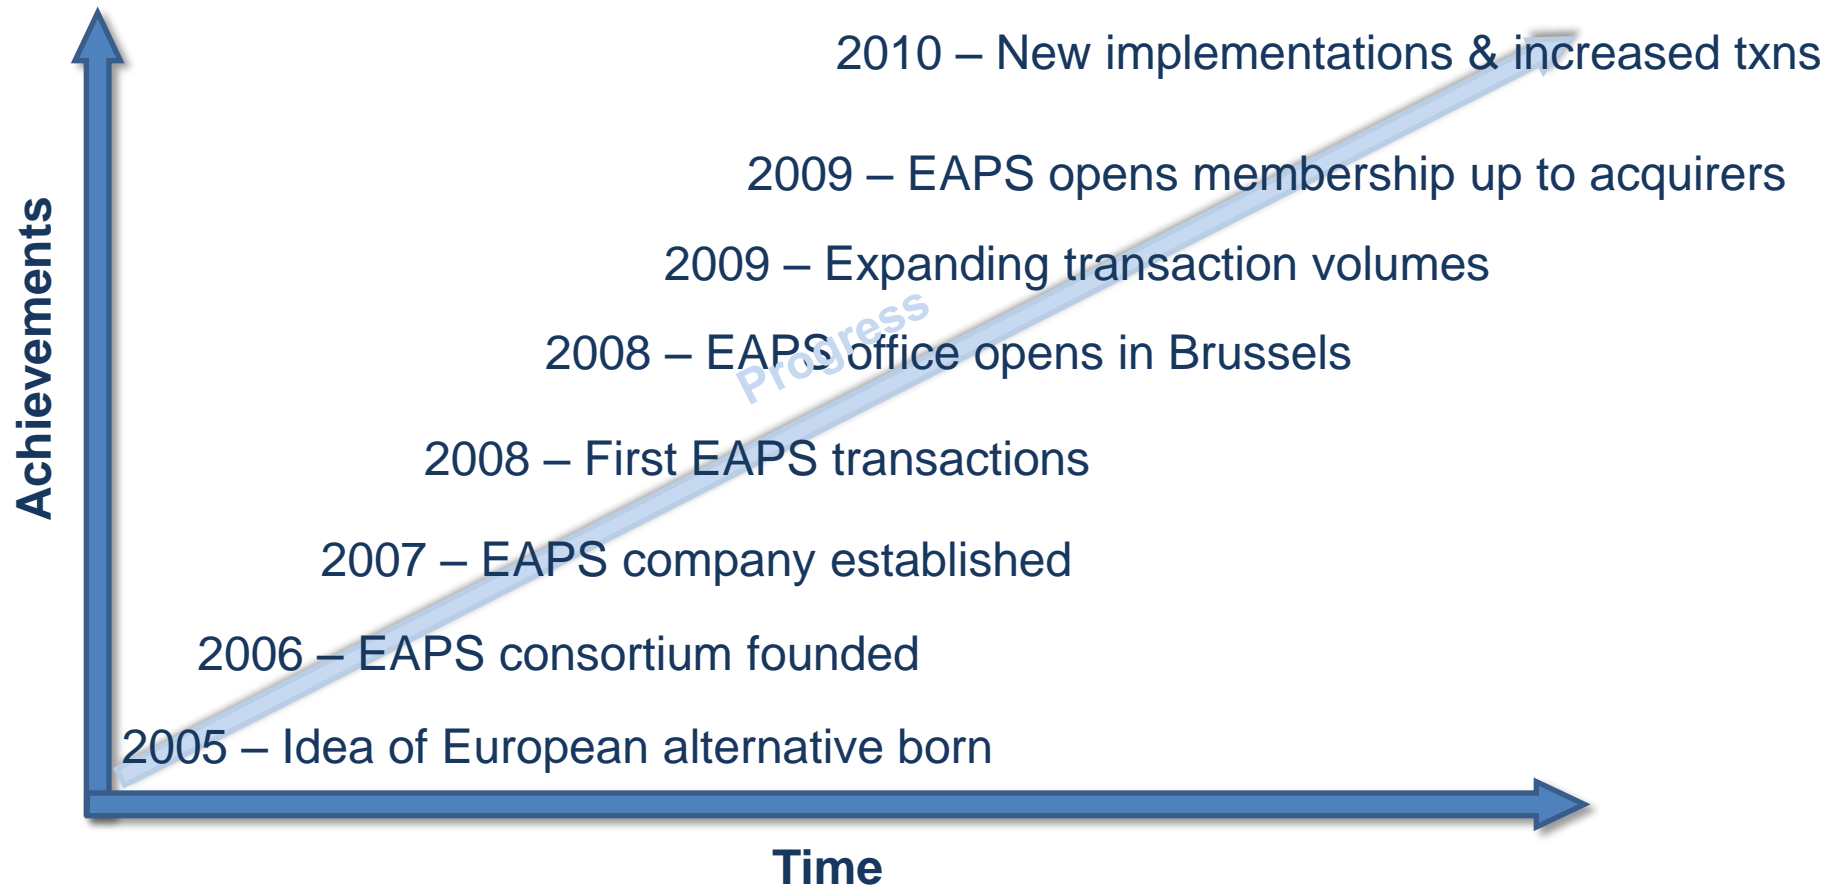 2010 – New implementations & increased txns
2009 – EAPS opens membership up to acquirers
2009 – Expanding transaction volumes
Progress
2008 – EAPS office opens in Brussels
2008 – First EAPS transactions
2007 – EAPS company established
2006 – EAPS consortium founded
2005 – Idea of European alternative born
Achievements
Time